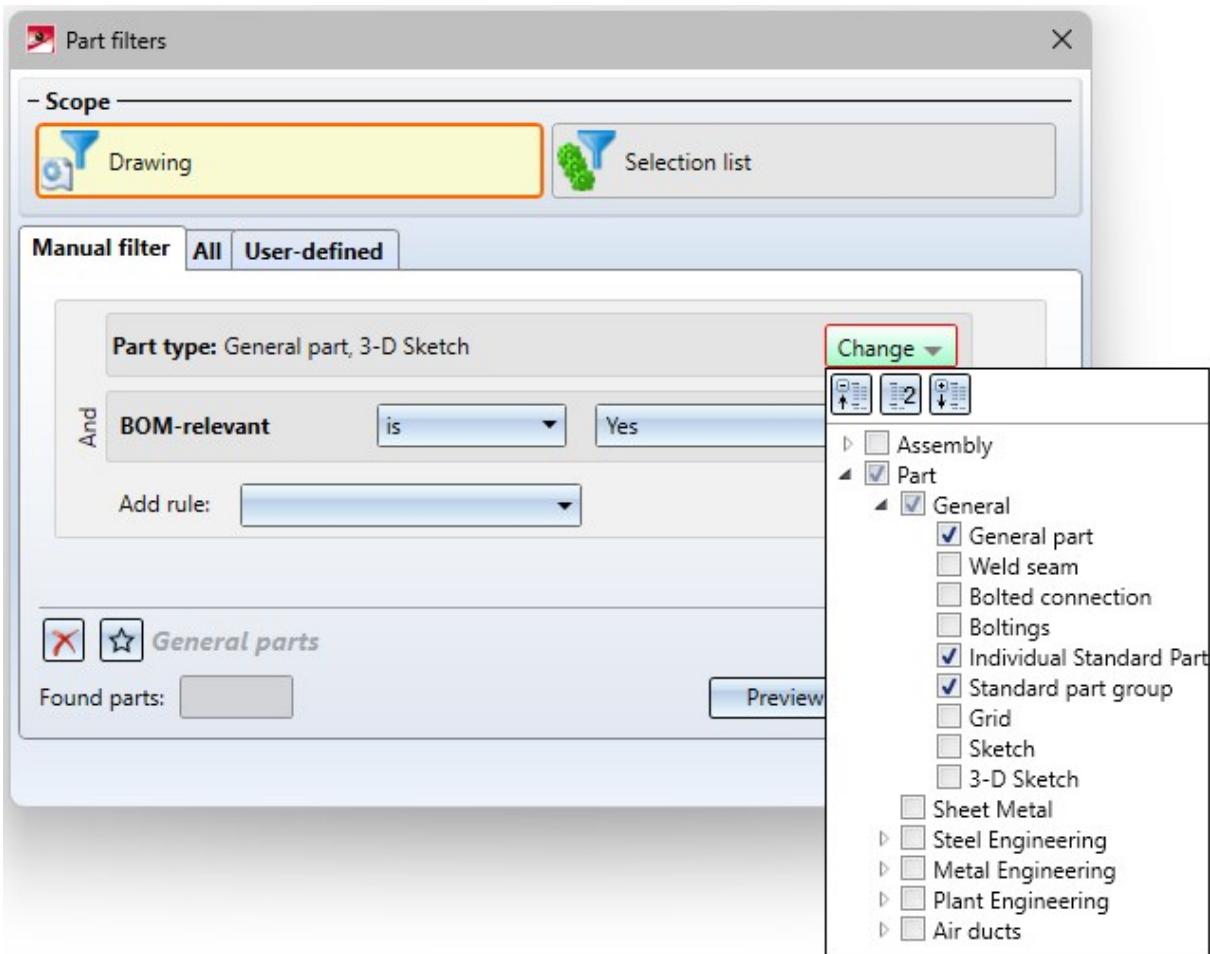 Part filters
Scope
Drawing
Selection list
Manual filter All User-defined
Part type: General part, 3-D Sketch
Change
And
BOM-relevant is Yes
Add rule:
General parts
Found parts:
Preview
2
Assembly
Part
General
General part
Weld seam
Bolted connection
Boltings
Individual Standard Part
Standard part group
Grid
Sketch
3-D Sketch
Sheet Metal
Steel Engineering
Metal Engineering
Plant Engineering
Air ducts